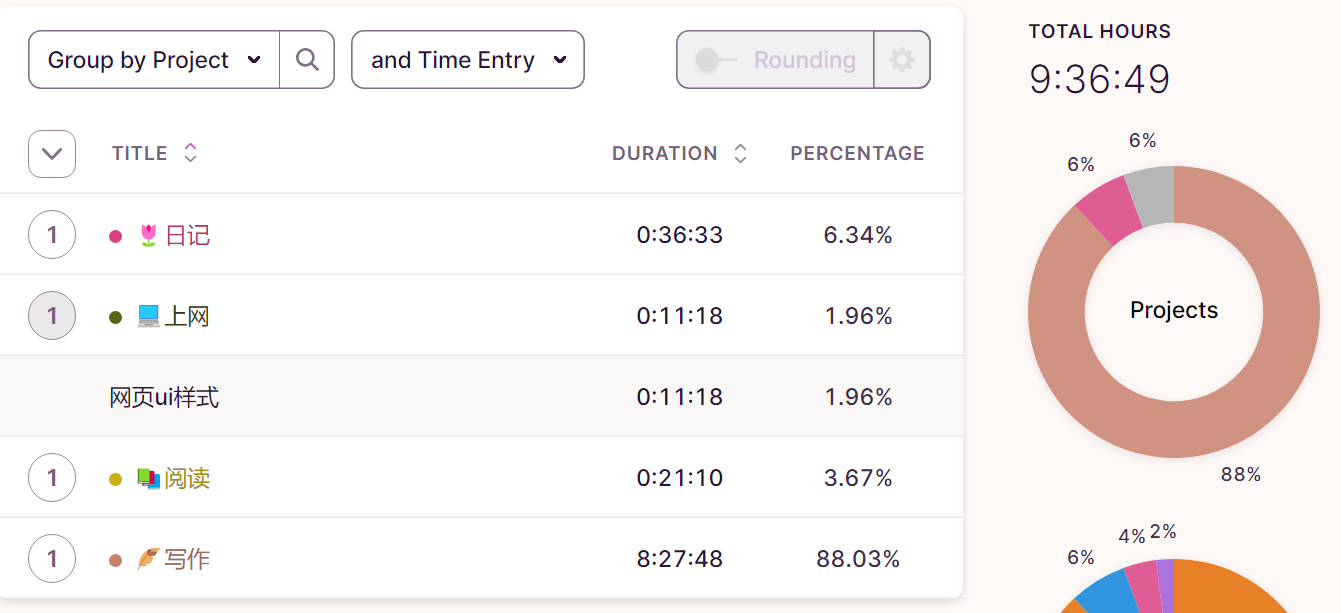 Group by Project
and Time Entry
Rounding
TITLE
DURATION
PERCENTAGE
1
🌷日记
0:36:33
6.34%
1
💻上网
0:11:18
1.96%
网页ui样式
0:11:18
1.96%
1
📚阅读
0:21:10
3.67%
1
🪶写作
8:27:48
88.03%
TOTAL HOURS
9:36:49
6%
6%
Projects
88%
6%
4%
2%